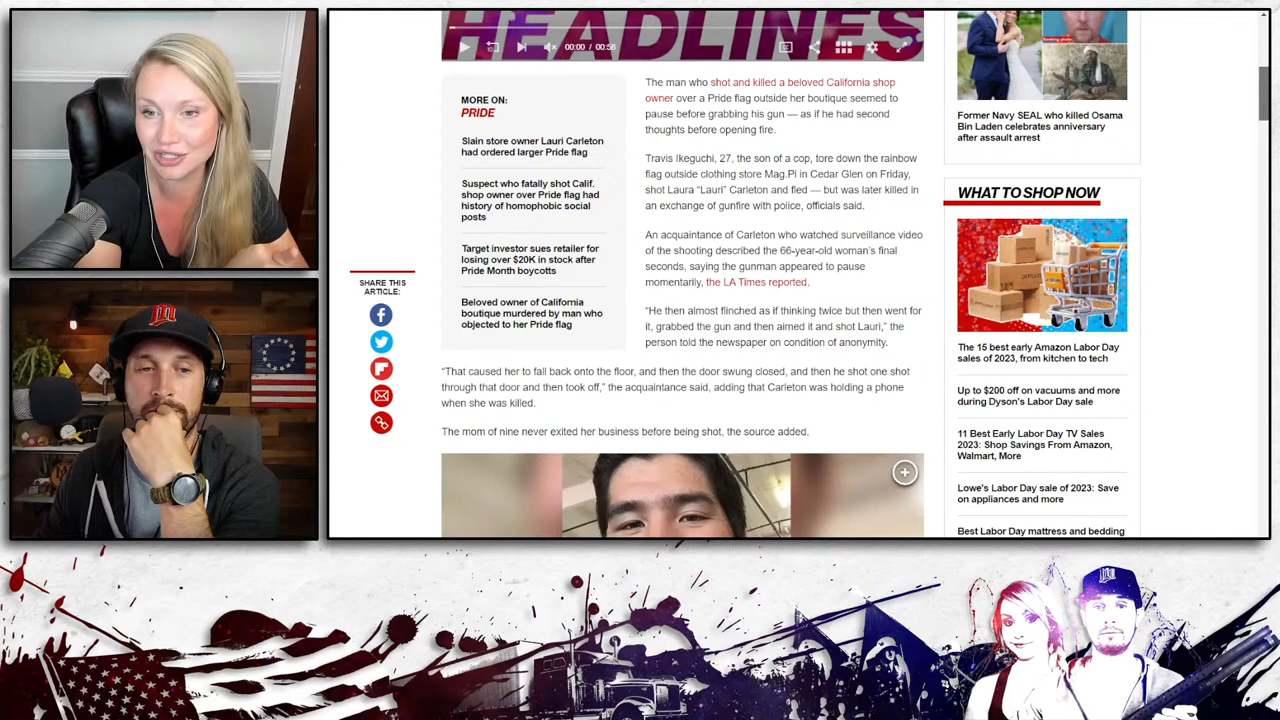 HEADLINES
00:00 / 00:58
MORE ON:
PRIDE
Slain store owner Lauri Carleton
had ordered larger Pride flag
Suspect who fatally shot Calif.
shop owner over Pride flag had
history of homophobic social
posts
Target investor sues retailer for
losing over $20K in stock after
Pride Month boycotts
Beloved owner of California
boutique murdered by man who
objected to her Pride flag
SHARE THIS
ARTICLE:
The man who shot and killed a beloved California shop
owner over a Pride flag outside her boutique seemed to
pause before grabbing his gun — as if he had second
thoughts before opening fire.
Travis Ikeguchi, 27, the son of a cop, tore down the rainbow
flag outside clothing store Mag.Pi in Cedar Glen on Friday,
shot Laura “Lauri” Carleton and fled — but was later killed in
an exchange of gunfire with police, officials said.
An acquaintance of Carleton who watched surveillance video
of the shooting described the 66-year-old woman’s final
seconds, saying the gunman appeared to pause
momentarily, the LA Times reported.
“He then almost flinched as if thinking twice but then went for
it, grabbed the gun and then aimed it and shot Lauri,” the
person told the newspaper on condition of anonymity.
“That caused her to fall back onto the floor, and then the door swung closed, and then he shot one shot
through that door and then took off,” the acquaintance said, adding that Carleton was holding a phone
when she was killed.
The mom of nine never exited her business before being shot, the source added.
Former Navy SEAL who killed Osama
Bin Laden celebrates anniversary
after assault arrest
WHAT TO SHOP NOW
The 15 best early Amazon Labor Day
sales of 2023, from kitchen to tech
Up to $200 off on vacuums and more
during Dyson’s Labor Day sale
11 Best Early Labor Day TV Sales
2023: Shop Savings From Amazon,
Walmart, More
Lowe’s Labor Day sale of 2023: Save
on appliances and more
Best Labor Day mattress and bedding